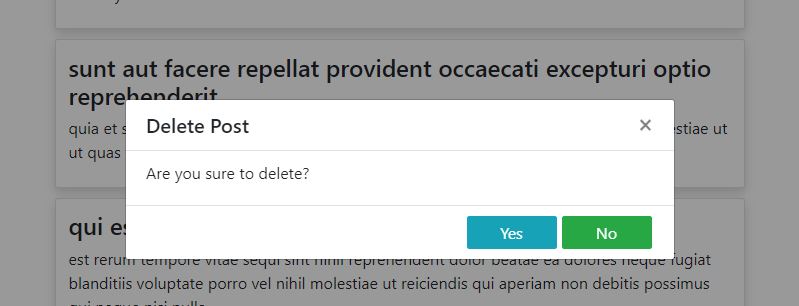 sunt aut facere repellat provident occaecati excepturi optio
reprehenderit
Delete Post ×
quia et estiae ut
Are you sure to delete?
ut quas
Yes No
qui es
est rerum tempore vitae sequi sint nihil reprehenderit dolor beatae ea dolores neque fugiat
blanditiis voluptate porro vel nihil molestiae ut reiciendis qui aperiam non debitis possimus